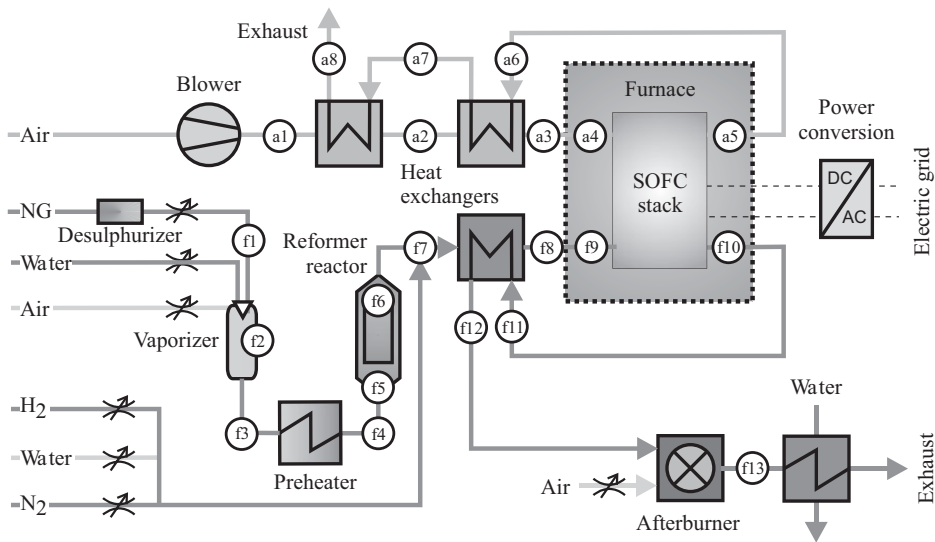 Exhaust
a8
a7
a6
Blower
Furnace
Power
conversion
Air
a1
a2
a3
a4
a5
Heat
exchangers
SOFC
stack
DC
AC
Electric grid
NG
Desulphurizer
f1
Reformer
reactor
f7
f8
f9
f10
Water
Air
Vaporizer
f2
f6
f12
f11
f5
H2
f3
f4
Water
Preheater
N2
Water
Air
f13
Afterburner
Exhaust